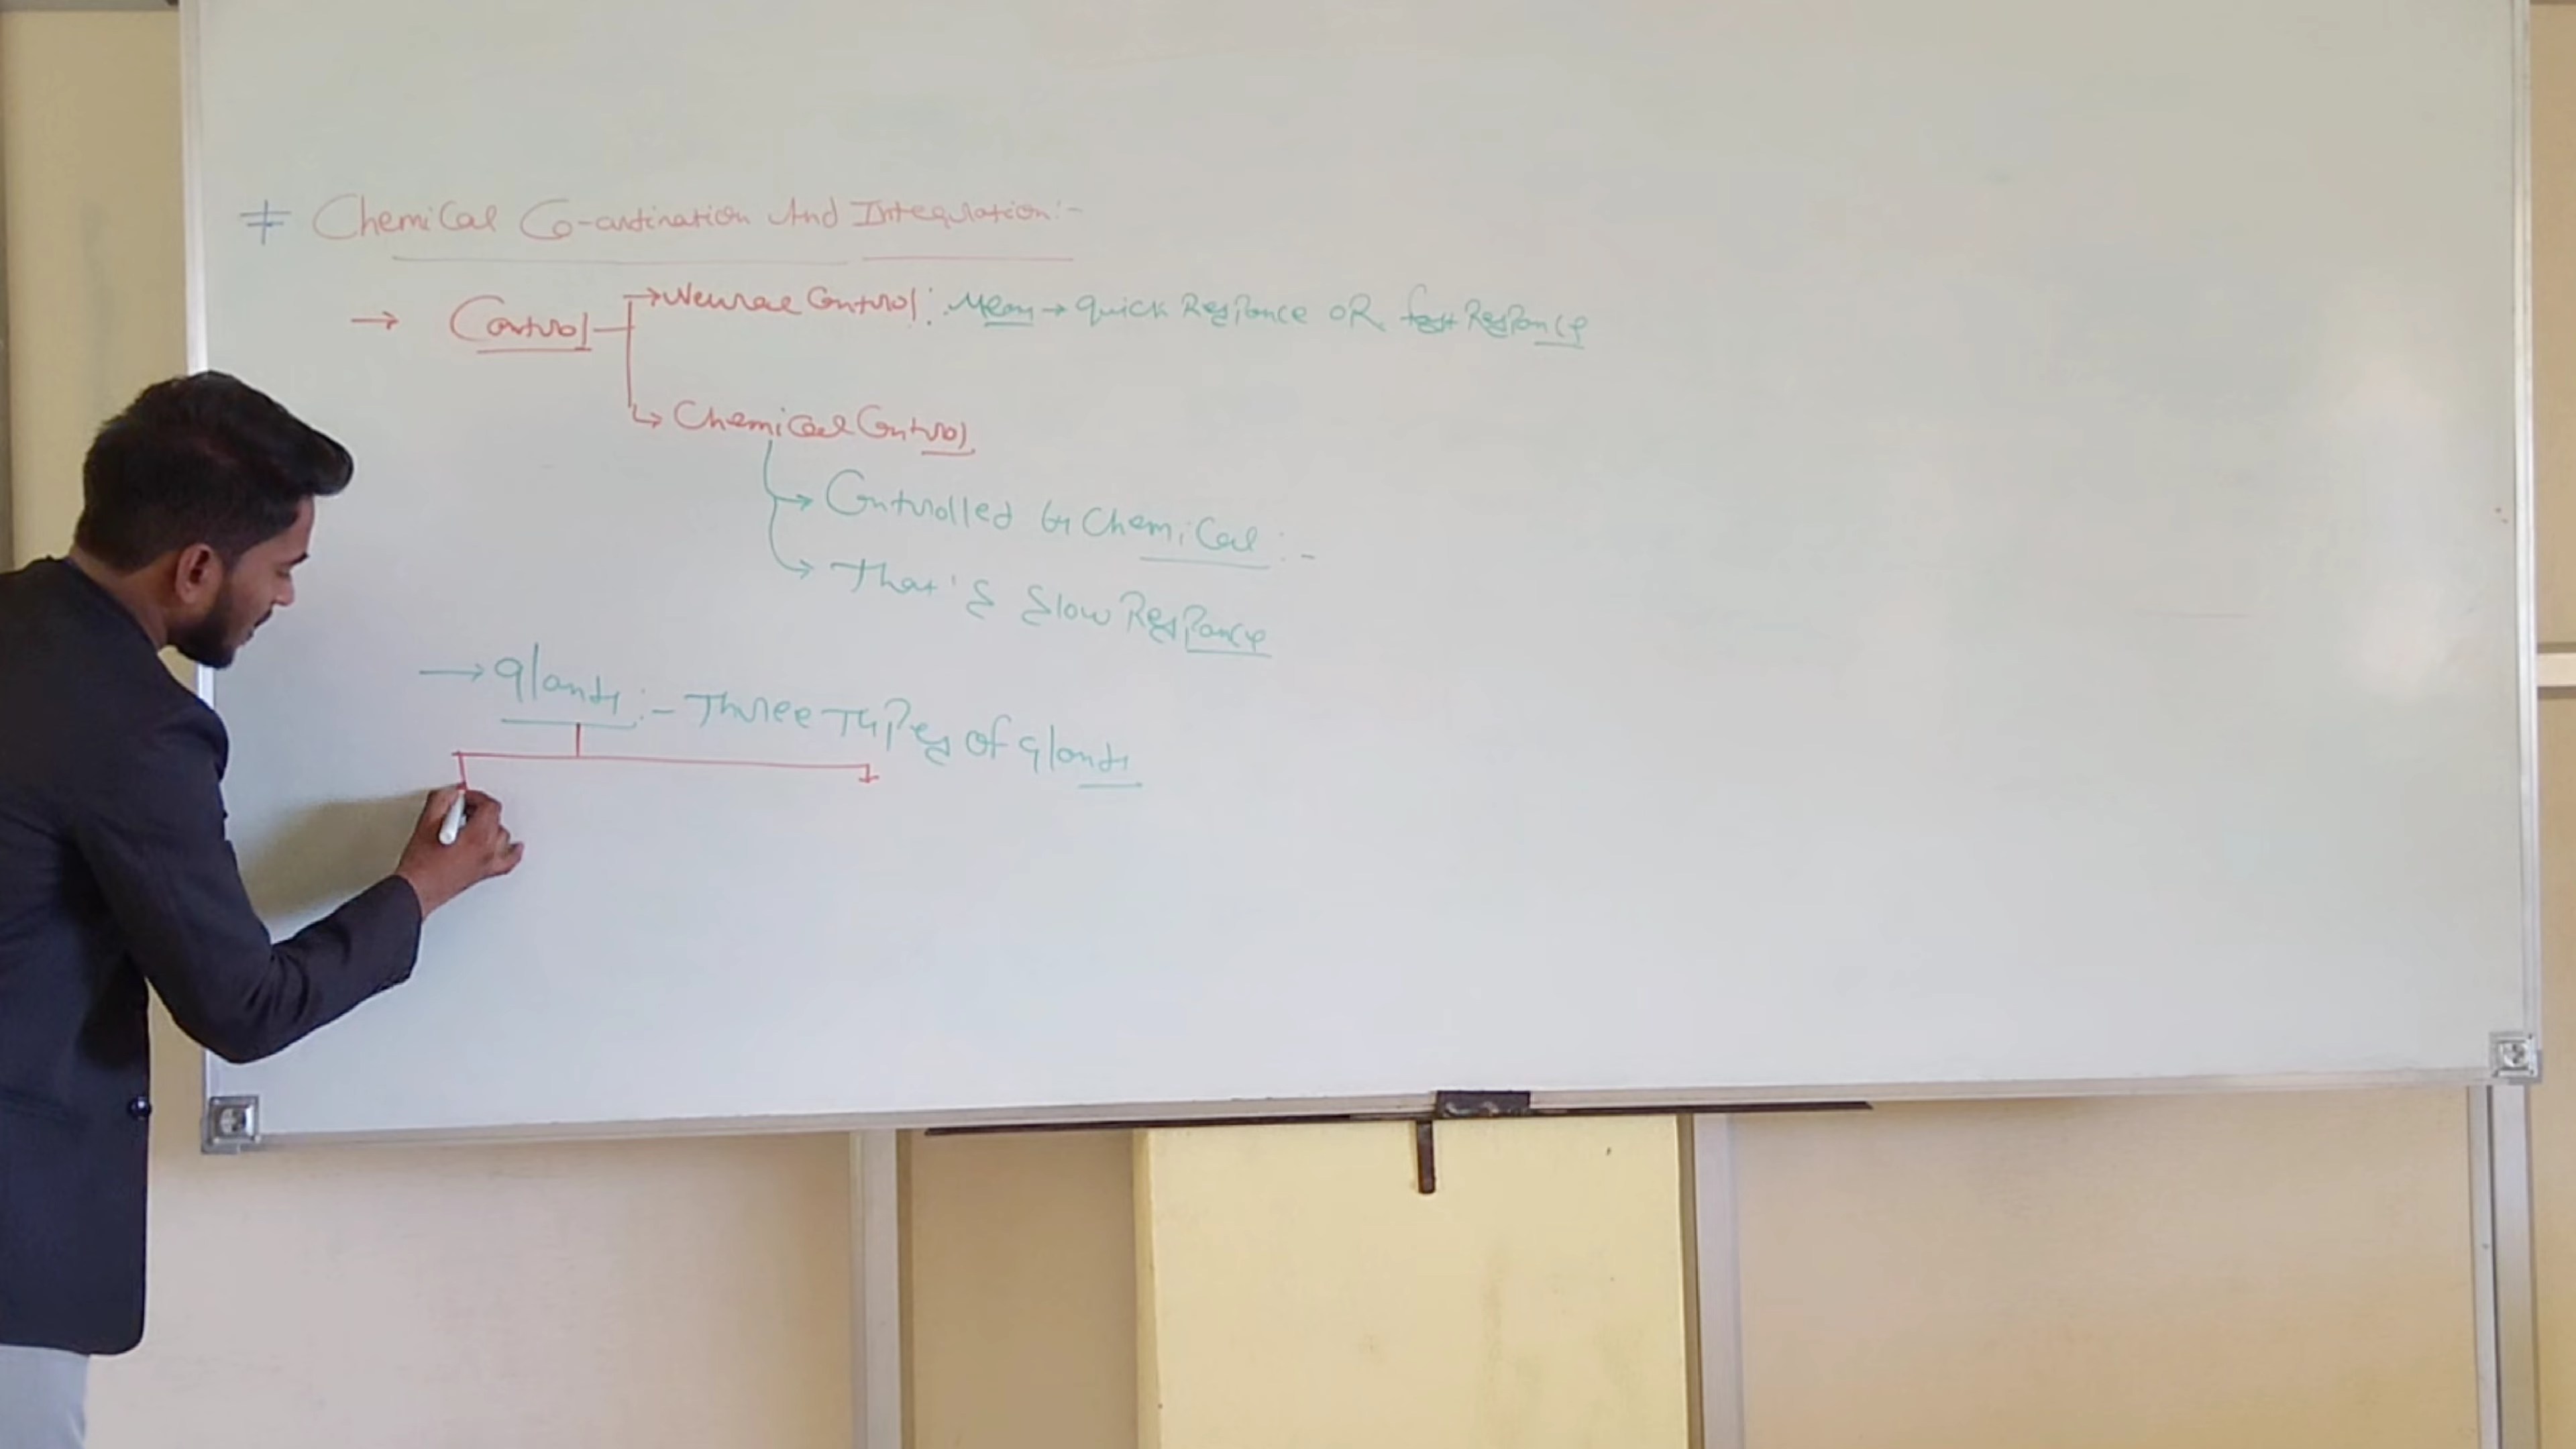 # Chemical Co-ordination And Integration:-
→ Control → Neural Control: Mean → Quick Responce OR fast Responce
↳ Chemical Control
→ Controlled by Chemical :-
→ That's slow Responce
→ glands :- Three Types of glands